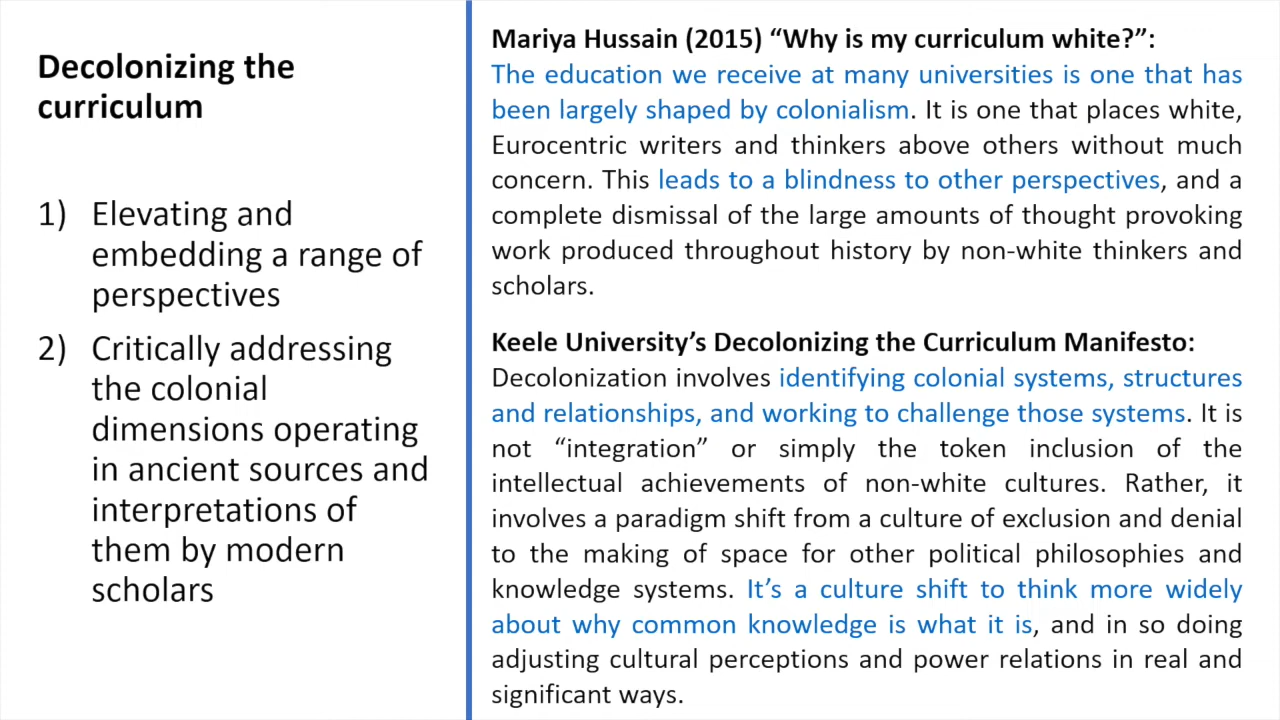 Decolonizing the
curriculum
1) Elevating and
embedding a range of
perspectives
2) Critically addressing
the colonial
dimensions operating
in ancient sources and
interpretations of
them by modern
scholars
Mariya Hussain (2015) “Why is my curriculum white?”:
The education we receive at many universities is one that has
been largely shaped by colonialism. It is one that places white,
Eurocentric writers and thinkers above others without much
concern. This leads to a blindness to other perspectives, and a
complete dismissal of the large amounts of thought provoking
work produced throughout history by non-white thinkers and
scholars.
Keele University’s Decolonizing the Curriculum Manifesto:
Decolonization involves identifying colonial systems, structures
and relationships, and working to challenge those systems. It is
not “integration” or simply the token inclusion of the
intellectual achievements of non-white cultures. Rather, it
involves a paradigm shift from a culture of exclusion and denial
to the making of space for other political philosophies and
knowledge systems. It’s a culture shift to think more widely
about why common knowledge is what it is, and in so doing
adjusting cultural perceptions and power relations in real and
significant ways.